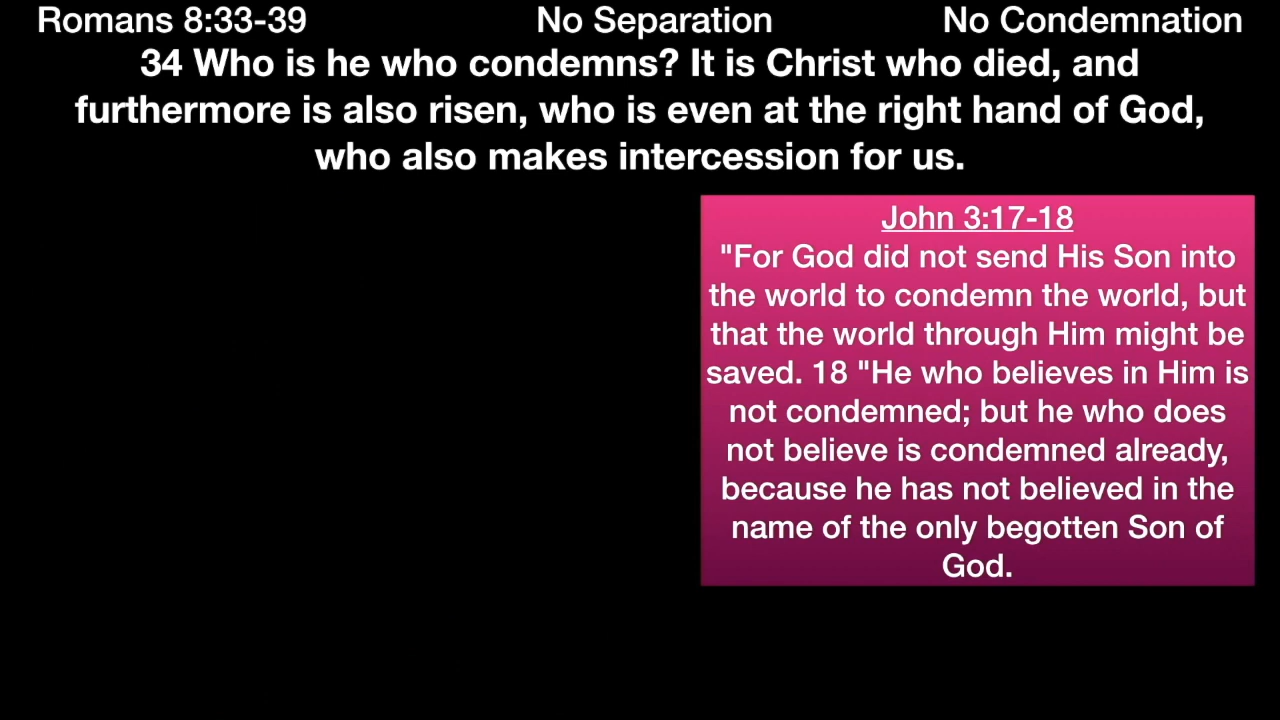 Romans 8:33-39 No Separation No Condemnation
34 Who is he who condemns? It is Christ who died, and
furthermore is also risen, who is even at the right hand of God,
who also makes intercession for us.
John 3:17-18
"For God did not send His Son into
the world to condemn the world, but
that the world through Him might be
saved. 18 "He who believes in Him is
not condemned; but he who does
not believe is condemned already,
because he has not believed in the
name of the only begotten Son of
God.